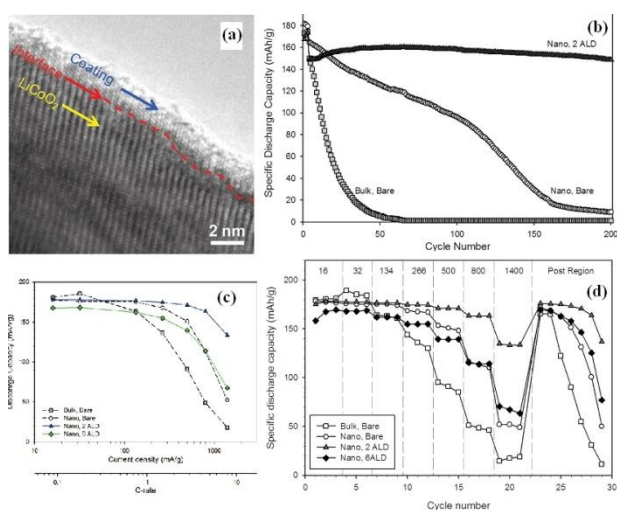 (a)
Coating
Interface
LiCoO2
2 nm
(b)
Specific Discharge Capacity (mAh/g)
180
160
140
120
100
80
60
40
20
0
Nano, 2 ALD
Bulk, Bare
Nano, Bare
0 50 100 150 200
Cycle Number
(c)
Discharge Capacity (mAh/g)
200
150
100
50
0
Bulk, Bare
Nano, Bare
Nano, 2 ALD
Nano, 6 ALD
10 100 1000
Current density (mA/g)
0.1 1 10
C-rate
(d)
16 32 134 266 500 800 1400 Post Region
Specific discharge capacity (mAh/g)
200
150
100
50
0
Bulk, Bare
Nano, Bare
Nano, 2 ALD
Nano, 6ALD
0 5 10 15 20 25 30
Cycle number